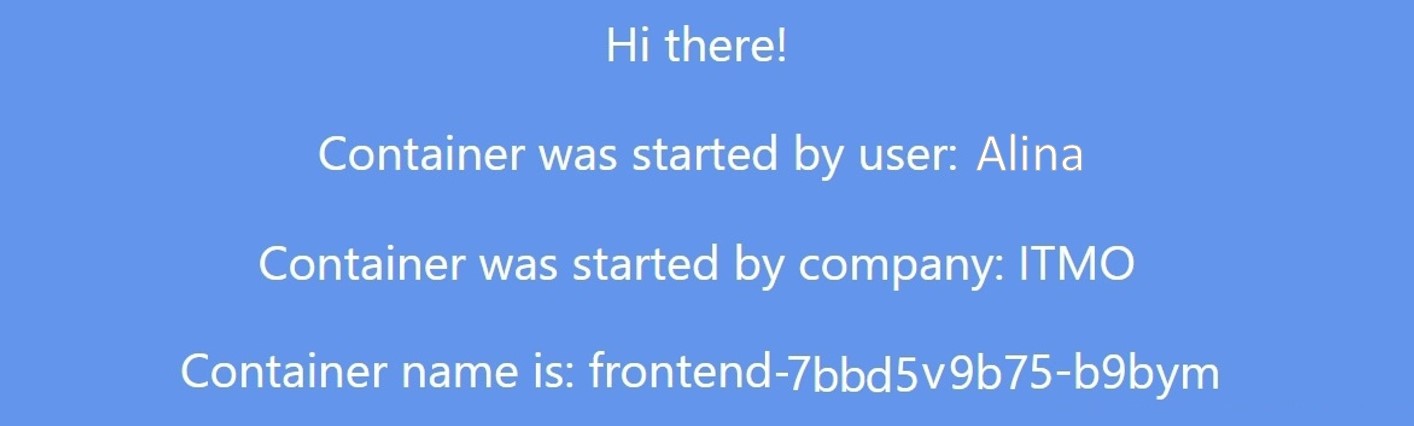 Hi there!
Container was started by user: Alina
Container was started by company: ITMO
Container name is: frontend-7bbd5v9b75-b9bym